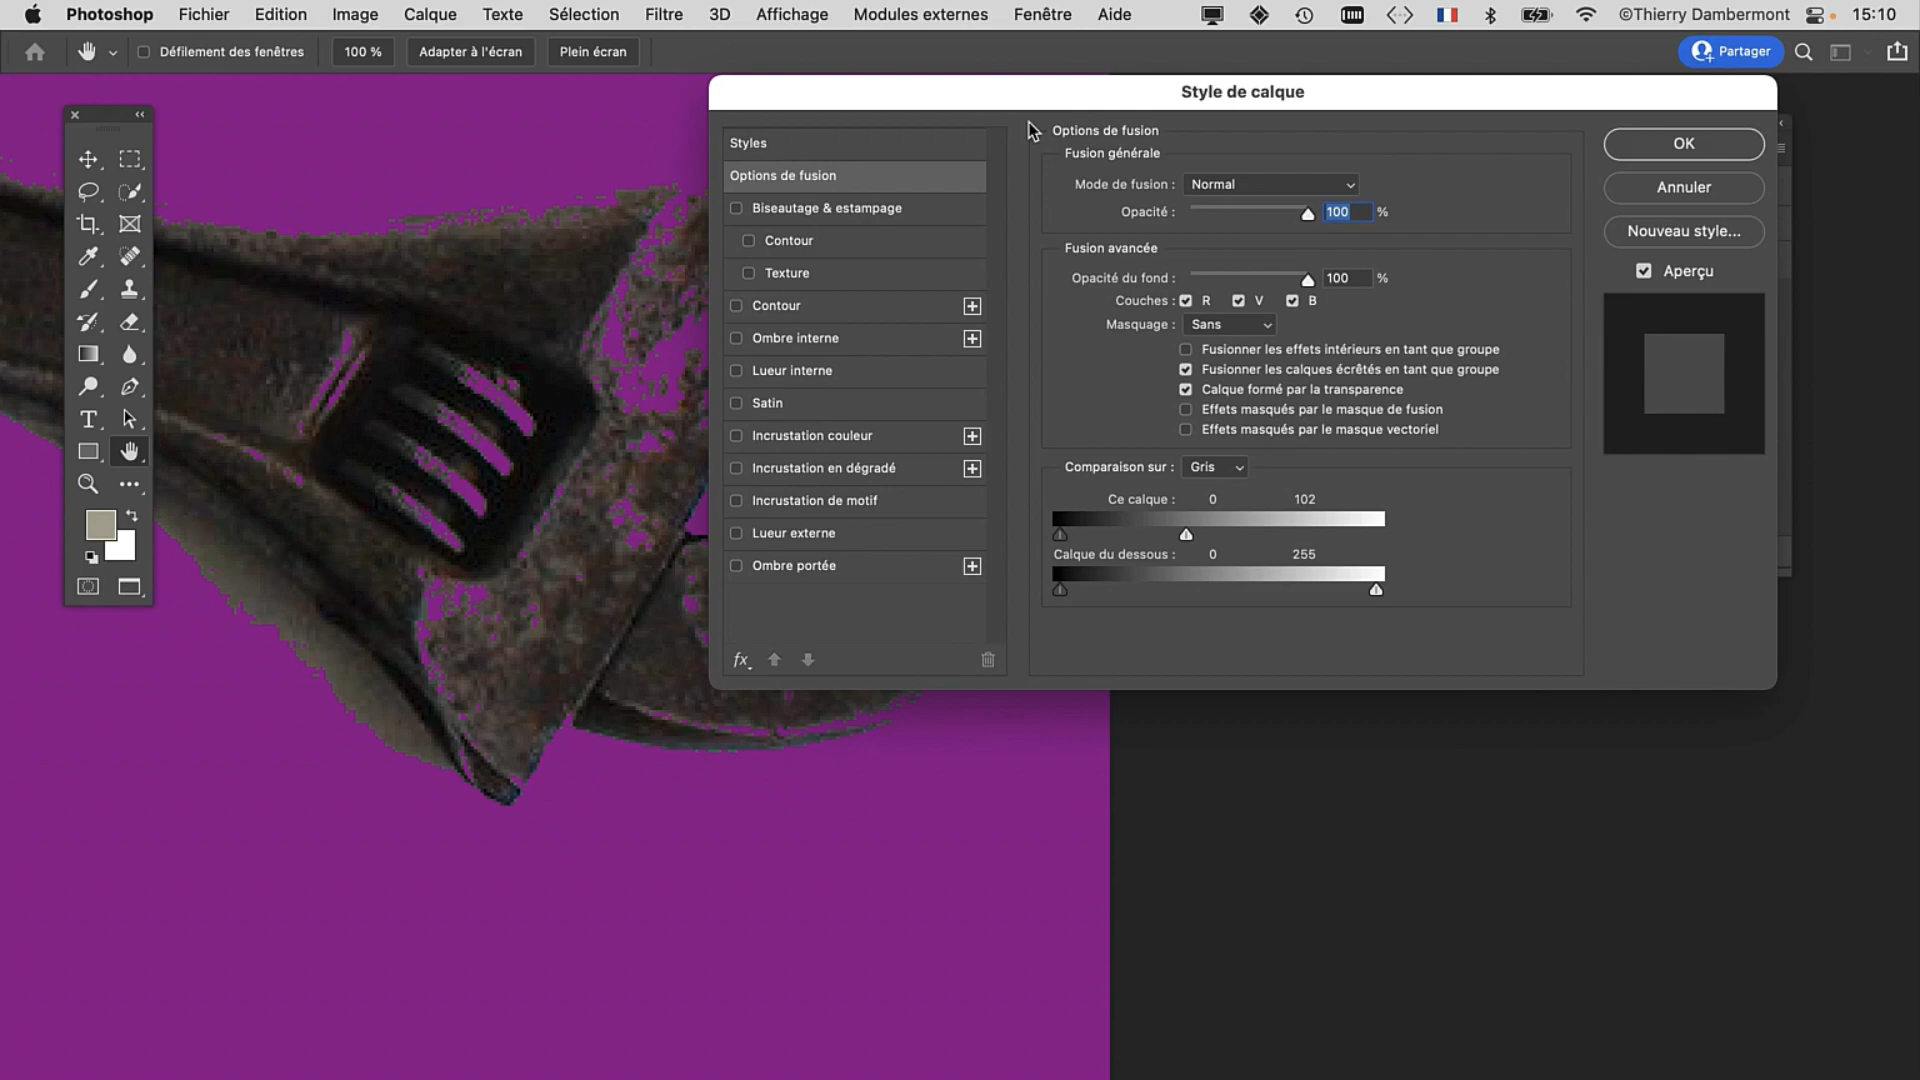 Photoshop Fichier Edition Image Calque Texte Sélection Filtre 3D Affichage Modules externes Fenêtre Aide ©Thierry Dambermont 15:10
Défilement des fenêtres 100 % Adapter à l'écran Plein écran Partager
Style de calque
Styles
Options de fusion
Biseautage & estampage
Contour
Texture
Contour
Ombre interne
Lueur interne
Satin
Incrustation couleur
Incrustation en dégradé
Incrustation de motif
Lueur externe
Ombre portée
fx
Options de fusion
Fusion générale
Mode de fusion : Normal
Opacité : 100 %
Fusion avancée
Opacité du fond : 100 %
Couches : R V B
Masquage : Sans
Fusionner les effets intérieurs en tant que groupe
Fusionner les calques écrêtés en tant que groupe
Calque formé par la transparence
Effets masqués par le masque de fusion
Effets masqués par le masque vectoriel
Comparaison sur : Gris
Ce calque : 0 102
Calque du dessous : 0 255
OK
Annuler
Nouveau style...
Aperçu